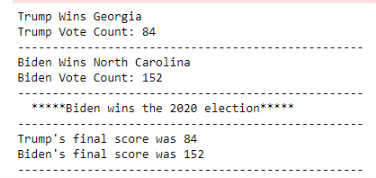 Trump Wins Georgia
Trump Vote Count: 84
--------------------------------------------------
Biden Wins North Carolina
Biden Vote Count: 152
--------------------------------------------------
*****Biden wins the 2020 election*****
--------------------------------------------------
Trump's final score was 84
Biden's final score was 152
--------------------------------------------------